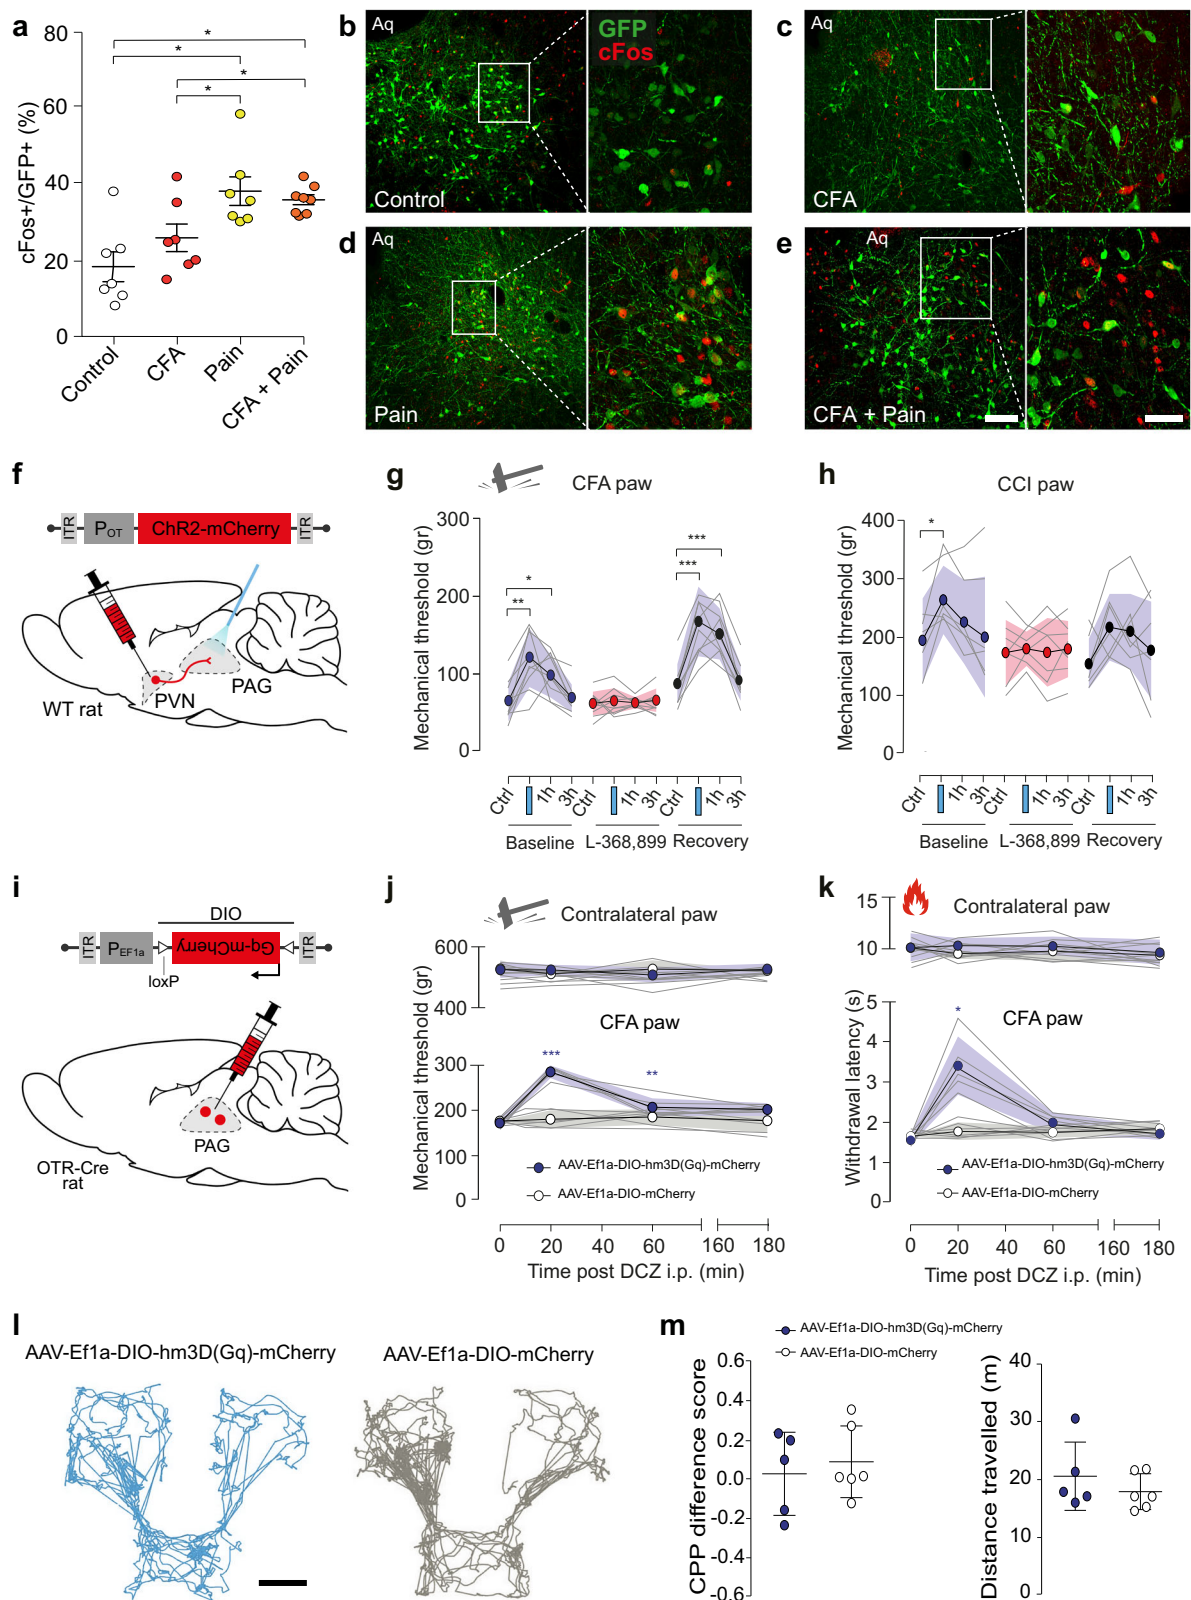 a
80
60
40
20
0
cFos+/GFP+ (%)
*
*
*
*
Control
CFA
Pain
CFA + Pain
b
Aq
GFP
cFos
Control
c
Aq
CFA
d
Aq
Pain
e
Aq
CFA + Pain
f
ITR
POT
ChR2-mCherry
ITR
PVN
PAG
WT rat
g
CFA paw
Mechanical threshold (gr)
300
200
100
0
**
*
***
***
Ctrl
1h
3h
Ctrl
1h
3h
Ctrl
1h
3h
Baseline
L-368,899
Recovery
h
CCI paw
Mechanical threshold (gr)
400
300
200
100
0
*
Ctrl
1h
3h
Ctrl
1h
3h
Ctrl
1h
3h
Baseline
L-368,899
Recovery
i
DIO
ITR
PEF1a
Gq-mCherry
ITR
loxP
PAG
OTR-Cre
rat
j
Contralateral paw
600
400
CFA paw
Mechanical threshold (gr)
300
200
100
0
***
**
AAV-Ef1a-DIO-hm3D(Gq)-mCherry
AAV-Ef1a-DIO-mCherry
0 20 40 60 160 180
Time post DCZ i.p. (min)
k
Contralateral paw
15
10
CFA paw
Withdrawal latency (s)
5
4
3
2
1
0
*
AAV-Ef1a-DIO-hm3D(Gq)-mCherry
AAV-Ef1a-DIO-mCherry
0 20 40 60 160 180
Time post DCZ i.p. (min)
l
AAV-Ef1a-DIO-hm3D(Gq)-mCherry
AAV-Ef1a-DIO-mCherry
m
AAV-Ef1a-DIO-hm3D(Gq)-mCherry
AAV-Ef1a-DIO-mCherry
CPP difference score
0.6
0.4
0.2
0.0
-0.2
-0.4
-0.6
Distance travelled (m)
40
30
20
10
0